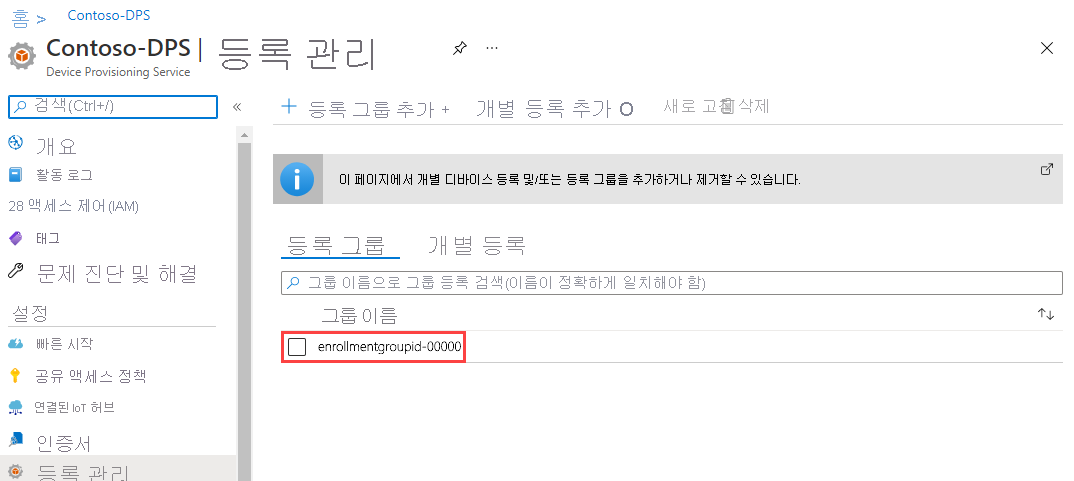 홈 > Contoso-DPS
Contoso-DPS | 등록 관리 ...
Device Provisioning Service
검색(Ctrl+/) «
개요
활동 로그
28 액세스 제어(IAM)
태그
문제 진단 및 해결
설정
빠른 시작
공유 액세스 정책
연결된 IoT 허브
인증서
등록 관리
+ 등록 그룹 추가 + 개별 등록 추가 O 새로 고침 삭제
이 페이지에서 개별 디바이스 등록 및/또는 등록 그룹을 추가하거나 제거할 수 있습니다.
등록 그룹 개별 등록
그룹 이름으로 그룹 등록 검색(이름이 정확하게 일치해야 함)
그룹 이름
enrollmentgroupid-00000